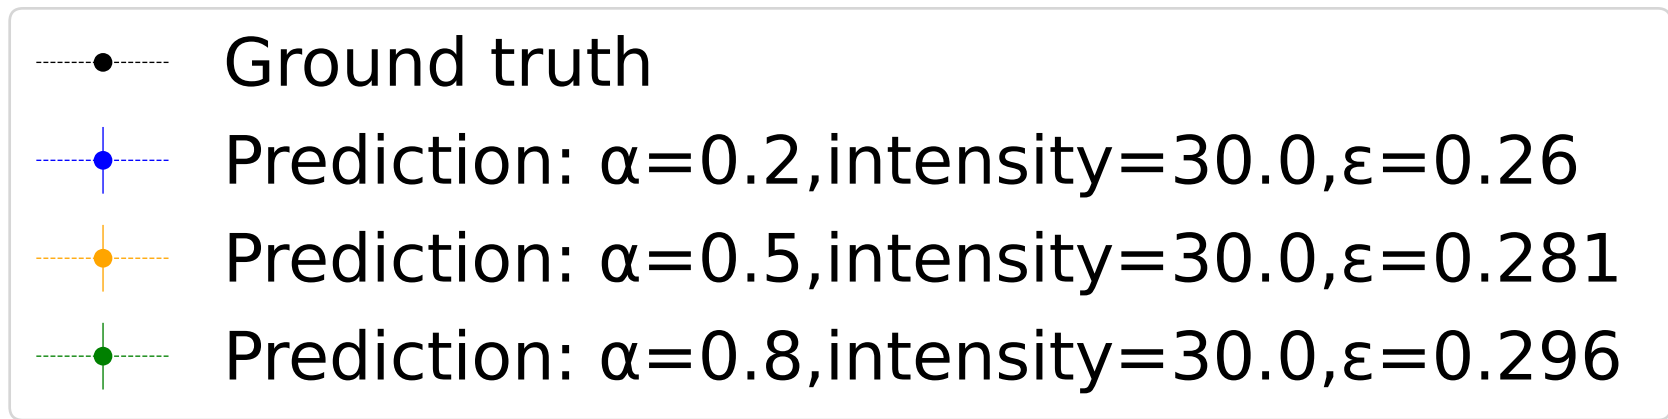 Ground truth
Prediction: α=0.2,intensity=30.0,ε=0.26
Prediction: α=0.5,intensity=30.0,ε=0.281
Prediction: α=0.8,intensity=30.0,ε=0.296